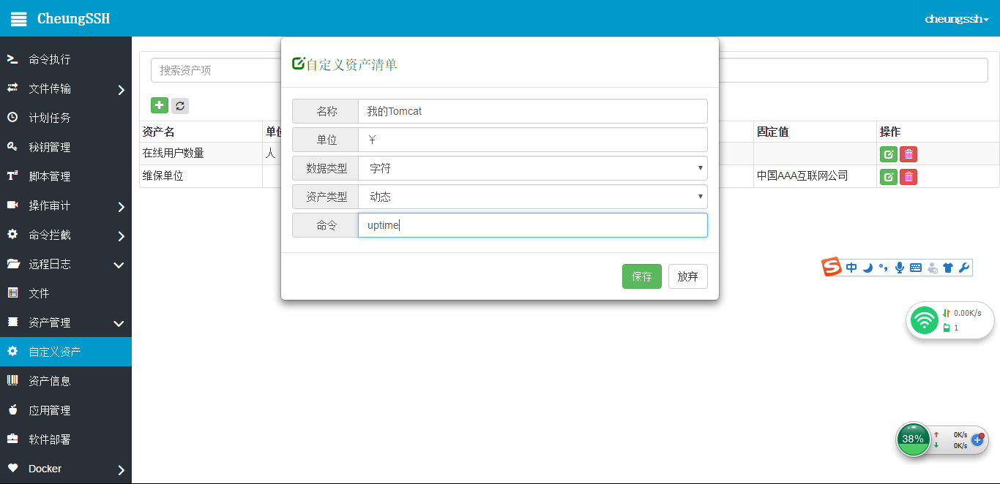 CheungSSH
cheungssh
命令执行
文件传输
计划任务
秘钥管理
脚本管理
操作审计
命令拦截
远程日志
文件
资产管理
自定义资产
资产信息
应用管理
软件部署
Docker
搜索资产项
资产名
单位
固定值
操作
在线用户数量
人
维保单位
中国AAA互联网公司
自定义资产清单
名称 我的Tomcat
单位 ￥
数据类型 字符
资产类型 动态
命令 uptime
保存 放弃
中
0.00K/s
1
38%
0K/s
0K/s